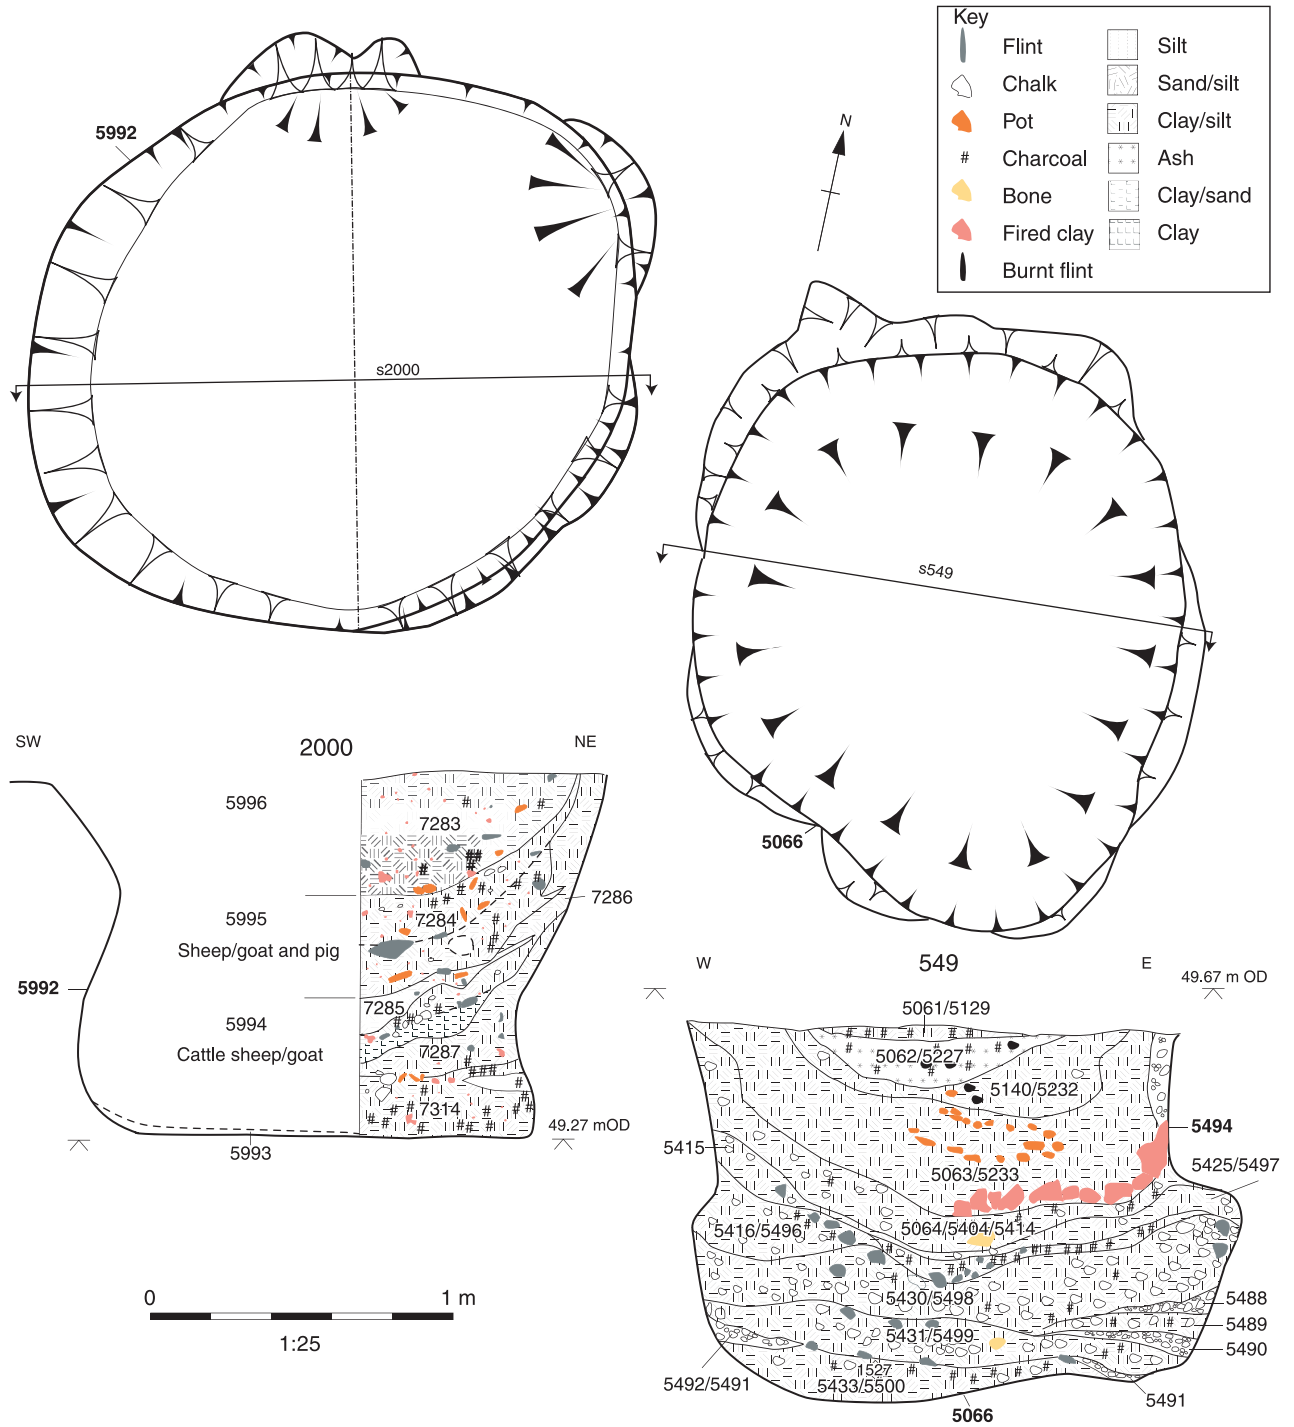 Key
Flint
Chalk
Pot
# Charcoal
Bone
Fired clay
Burnt flint
Silt
Sand/silt
Clay/silt
Ash
Clay/sand
Clay
5992
N
s2000
s549
5066
SW
2000
NE
5996
7283
5995
7284
7286
Sheep/goat and pig
5992
7285
5994
Cattle sheep/goat
7287
7314
49.27 mOD
5993
0 1 m
1:25
W
549
E
49.67 m OD
5061/5129
5062/5227
5140/5232
5494
5415
5425/5497
5063/5233
5416/5496
5064/5404/5414
5430/5498
5488
5431/5499
5489
5490
1527
5492/5491
5433/5500
5491
5066